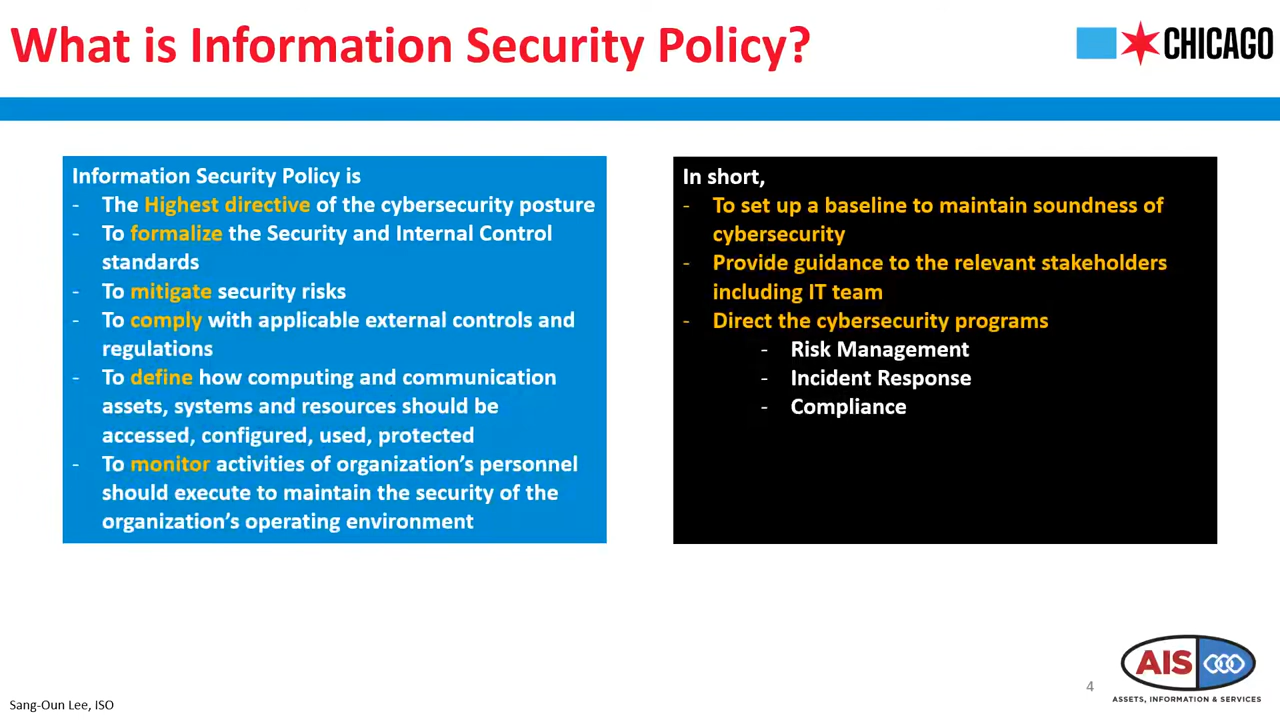 What is Information Security Policy?
CHICAGO
Information Security Policy is
- The Highest directive of the cybersecurity posture
- To formalize the Security and Internal Control
standards
- To mitigate security risks
- To comply with applicable external controls and
regulations
- To define how computing and communication
assets, systems and resources should be
accessed, configured, used, protected
- To monitor activities of organization's personnel
should execute to maintain the security of the
organization's operating environment
In short,
- To set up a baseline to maintain soundness of
cybersecurity
- Provide guidance to the relevant stakeholders
including IT team
- Direct the cybersecurity programs
- Risk Management
- Incident Response
- Compliance
AIS
ASSETS, INFORMATION & SERVICES
4
Sang-Oun Lee, ISO